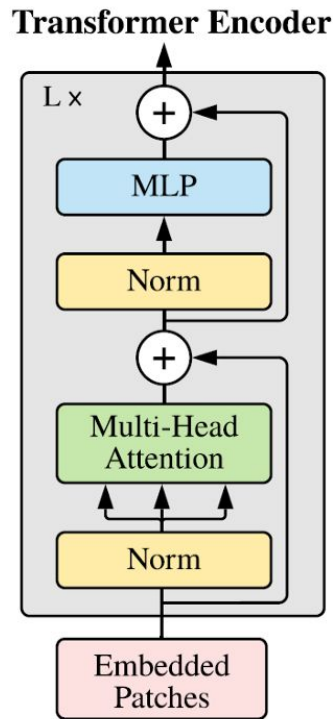 Transformer Encoder
L ×
+
MLP
Norm
+
Multi-Head
Attention
Norm
Embedded
Patches